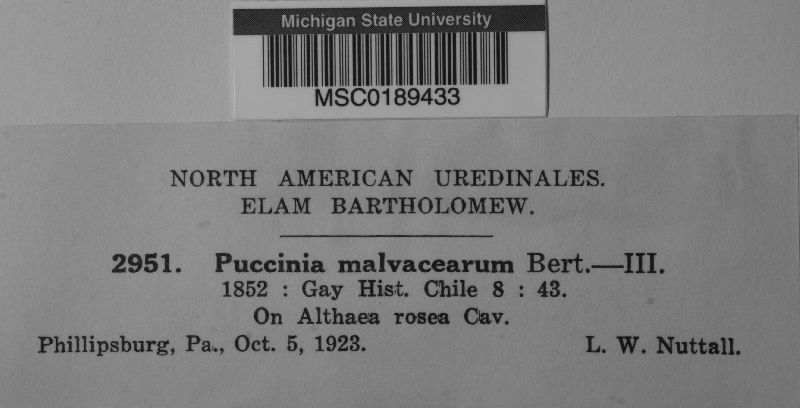 Michigan State University
MSC0189433
NORTH AMERICAN UREDINALES.
ELAM BARTHOLOMEW.
2951. Puccinia malvacearum Bert.—III.
1852 : Gay Hist. Chile 8 : 43.
On Althaea rosea Cav.
Phillipsburg, Pa., Oct. 5, 1923. L. W. Nuttall.